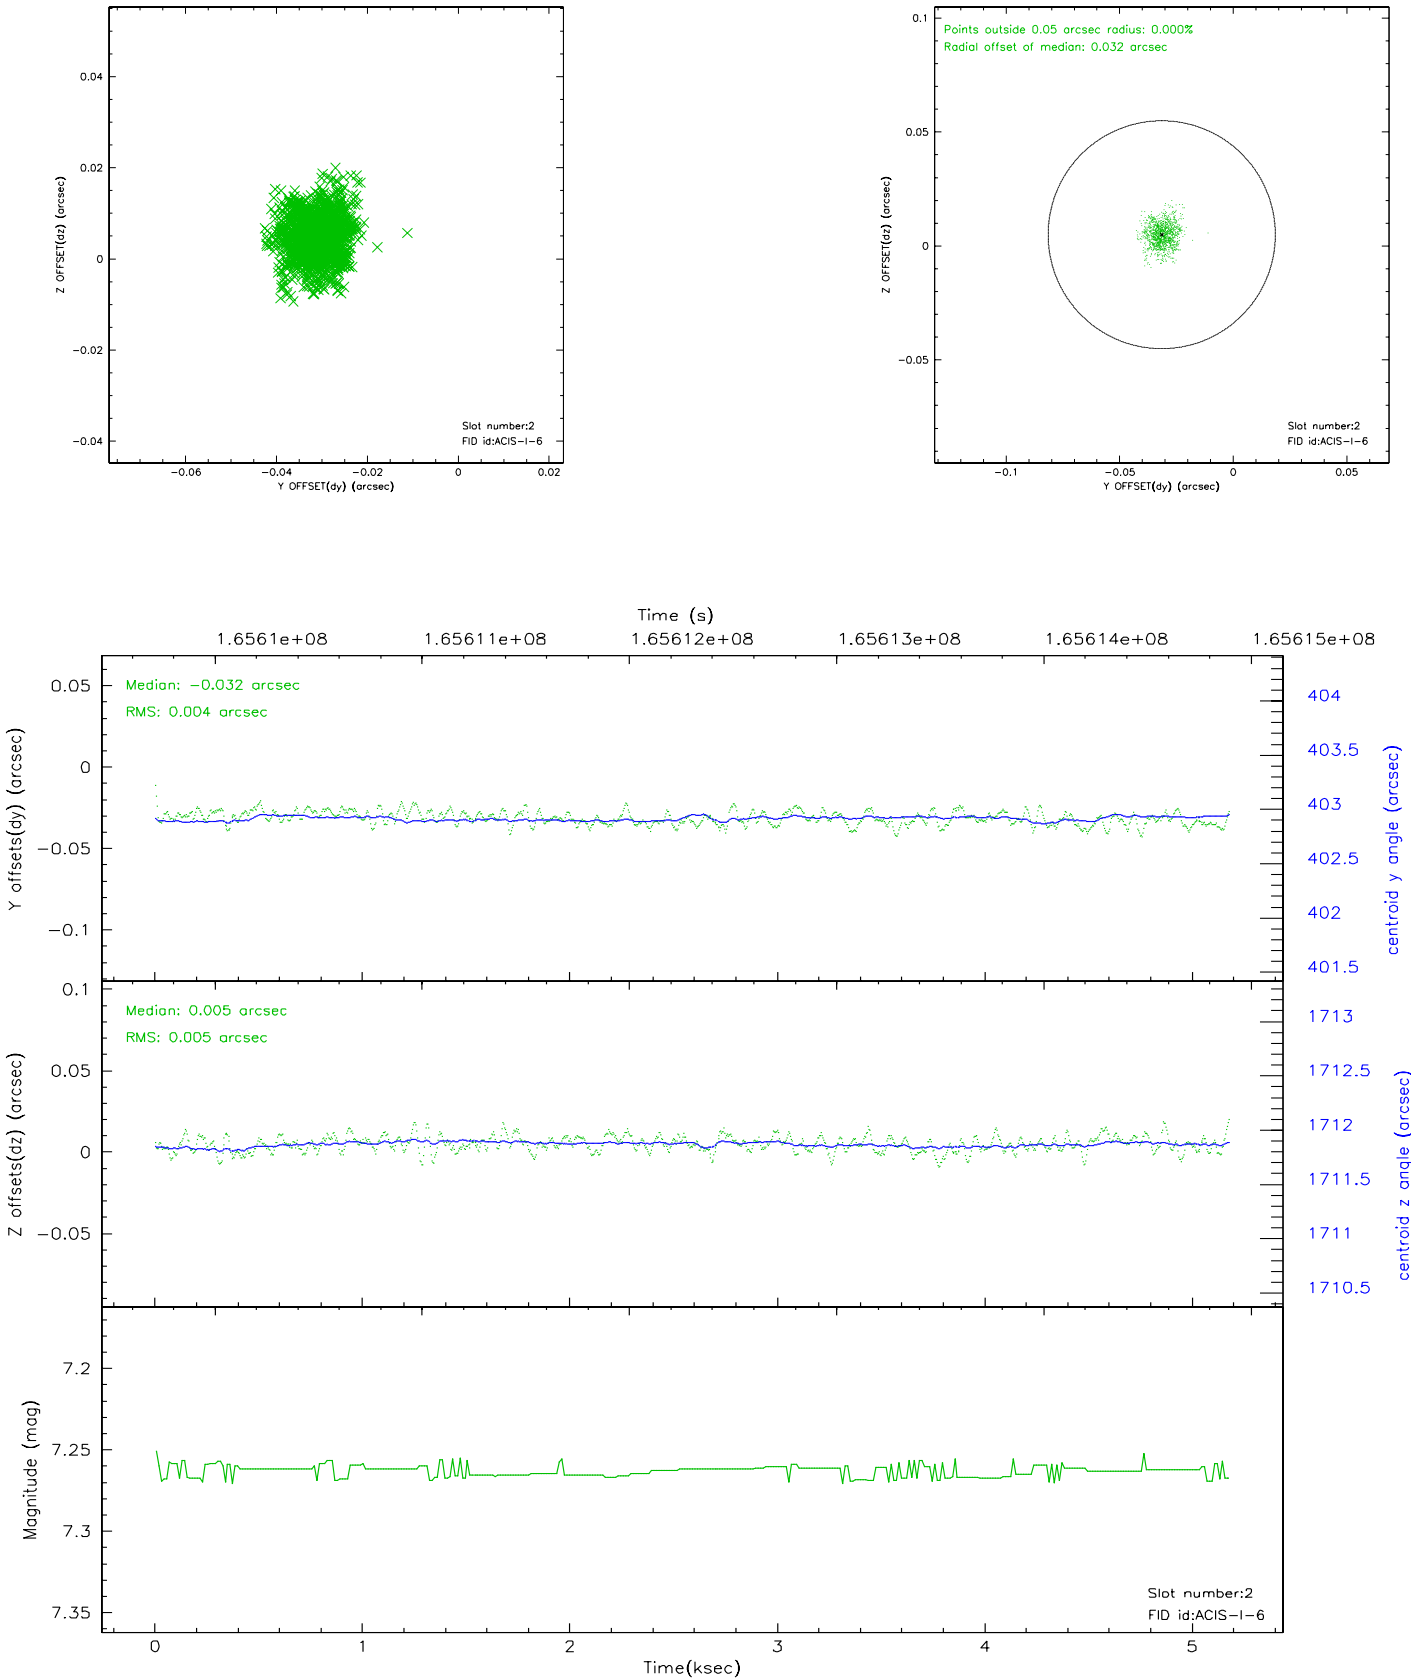 0.04
0.02
0
−0.02
−0.04
Z OFFSET(dz) (arcsec)
Slot number:2
FID id:ACIS−I−6
−0.06
−0.04
−0.02
0
0.02
Y OFFSET(dy) (arcsec)
Points outside 0.05 arcsec radius: 0.000%
Radial offset of median: 0.032 arcsec
0.1
0.05
0
−0.05
Z OFFSET(dz) (arcsec)
Slot number:2
FID id:ACIS−I−6
−0.1
−0.05
0
0.05
Y OFFSET(dy) (arcsec)
Time (s)
1.6561e+08
1.65611e+08
1.65612e+08
1.65613e+08
1.65614e+08
1.65615e+08
Median: −0.032 arcsec
RMS: 0.004 arcsec
0.05
0
−0.05
−0.1
Y offsets(dy) (arcsec)
404
403.5
403
402.5
402
401.5
centroid y angle (arcsec)
Median: 0.005 arcsec
RMS: 0.005 arcsec
0.1
0.05
0
−0.05
Z offsets(dz) (arcsec)
1713
1712.5
1712
1711.5
1711
1710.5
centroid z angle (arcsec)
7.2
7.25
7.3
7.35
Magnitude (mag)
Slot number:2
FID id:ACIS−I−6
0
1
2
3
4
5
Time(ksec)